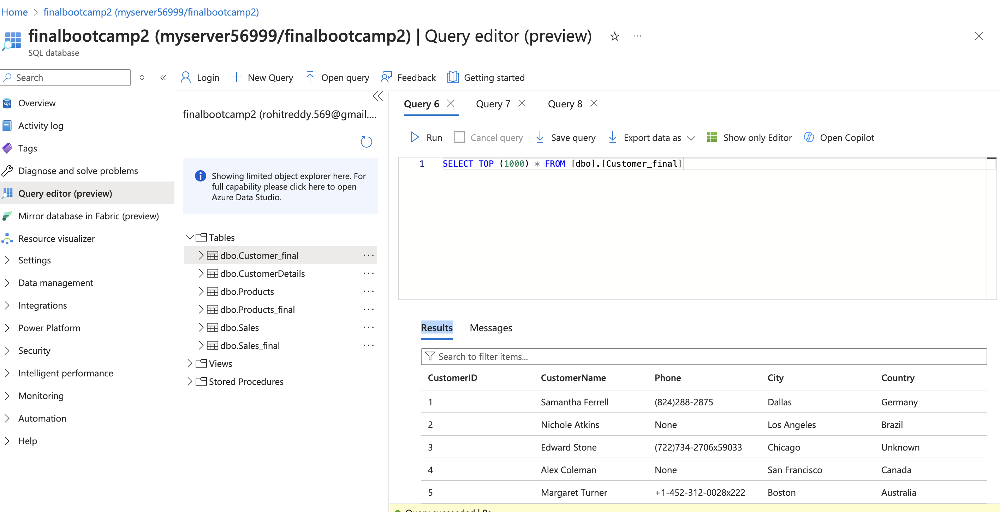 Home > finalbootcamp2 (myserver56999/finalbootcamp2)
finalbootcamp2 (myserver56999/finalbootcamp2) | Query editor (preview)
SQL database
Search
Overview
Activity log
Tags
Diagnose and solve problems
Query editor (preview)
Mirror database in Fabric (preview)
Resource visualizer
Settings
Data management
Integrations
Power Platform
Security
Intelligent performance
Monitoring
Automation
Help
Login New Query Open query Feedback Getting started
finalbootcamp2 (rohitreddy.569@gmail....
Showing limited object explorer here. For
full capability please click here to open
Azure Data Studio.
Tables
dbo.Customer_final
dbo.CustomerDetails
dbo.Products
dbo.Products_final
dbo.Sales
dbo.Sales_final
Views
Stored Procedures
Query 6 Query 7 Query 8
Run Cancel query Save query Export data as Show only Editor Open Copilot
1 SELECT TOP (1000) * FROM [dbo].[Customer_final]
Results Messages
Search to filter items...
CustomerID CustomerName Phone City Country
1 Samantha Ferrell (824)288-2875 Dallas Germany
2 Nichole Atkins None Los Angeles Brazil
3 Edward Stone (722)734-2706x59033 Chicago Unknown
4 Alex Coleman None San Francisco Canada
5 Margaret Turner +1-452-312-0028x222 Boston Australia
Query succeeded | 0s